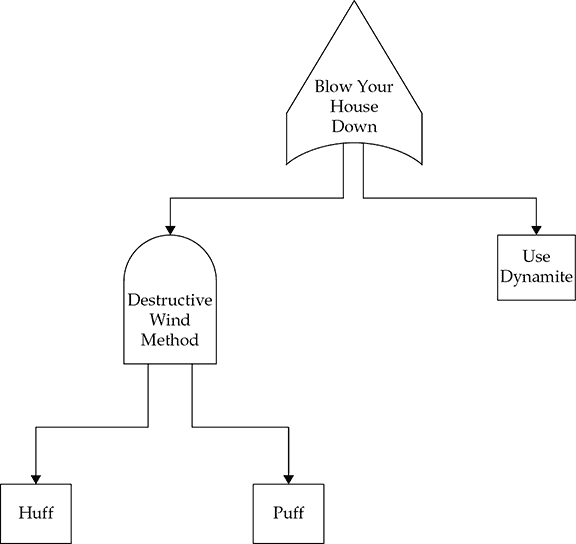 Blow Your
House
Down
Use
Dynamite
Destructive
Wind
Method
Huff
Puff